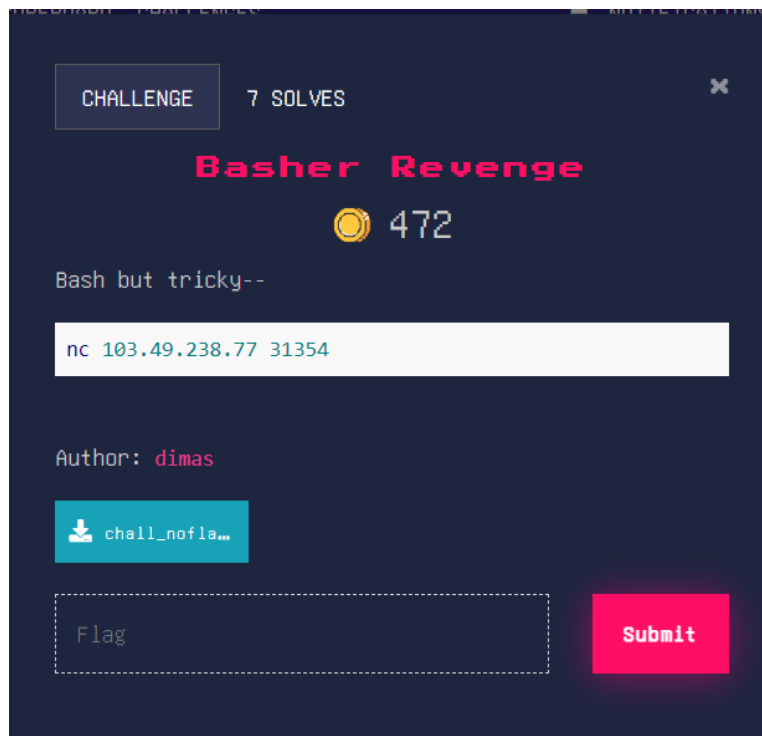 CHALLENGE
7 SOLVES
Basher Revenge
472
Bash but tricky--
nc 103.49.238.77 31354
Author: dimas
chall_nofla…
Flag
Submit